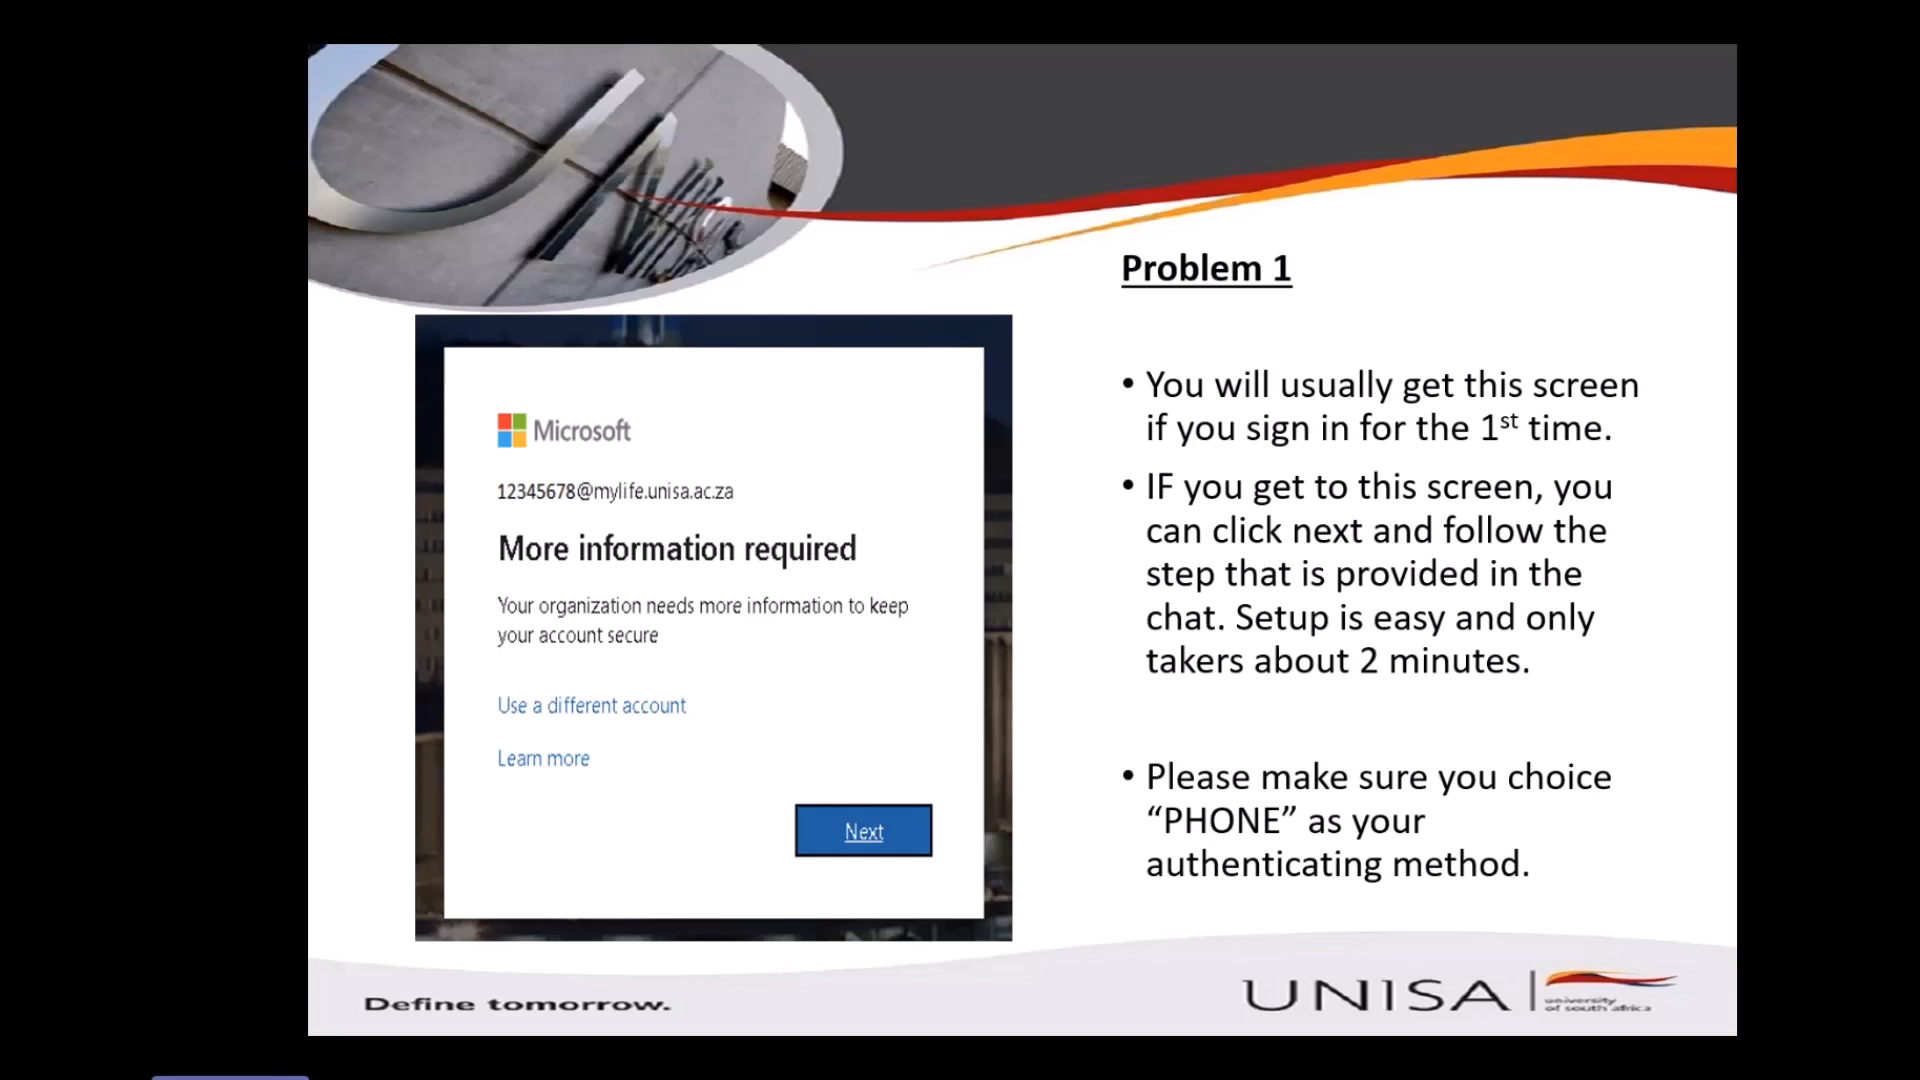 Problem 1
Microsoft
12345678@mylife.unisa.ac.za
More information required
Your organization needs more information to keep
your account secure
Use a different account
Learn more
Next
• You will usually get this screen
if you sign in for the 1st time.
• IF you get to this screen, you
can click next and follow the
step that is provided in the
chat. Setup is easy and only
takers about 2 minutes.
• Please make sure you choice
“PHONE” as your
authenticating method.
Define tomorrow.
UNISA
university
of south africa